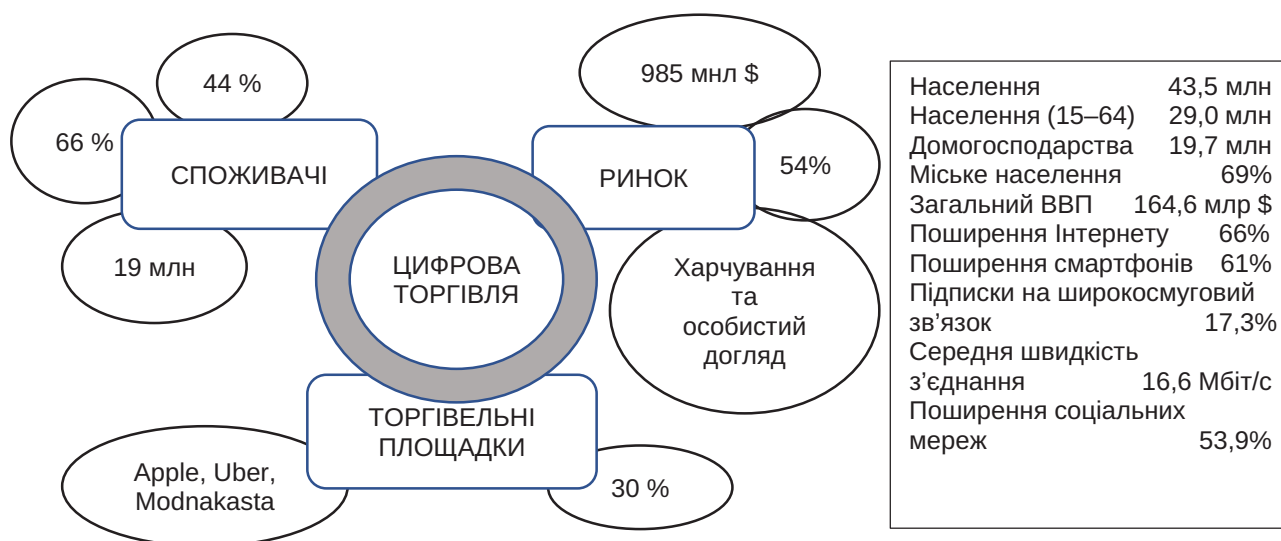 44 %
66 %
СПОЖИВАЧІ
19 млн
985 мнл $
РИНОК
54%
Харчування
та
особистий
догляд
ЦИФРОВА
ТОРГІВЛЯ
ТОРГІВЕЛЬНІ
ПЛОЩАДКИ
Apple, Uber,
Modnakasta
30 %
Населення 43,5 млн
Населення (15–64) 29,0 млн
Домогосподарства 19,7 млн
Міське населення 69%
Загальний ВВП 164,6 млр $
Поширення Інтернету 66%
Поширення смартфонів 61%
Підписки на широкосмуговий
зв’язок 17,3%
Середня швидкість
з’єднання 16,6 Мбіт/с
Поширення соціальних
мереж 53,9%